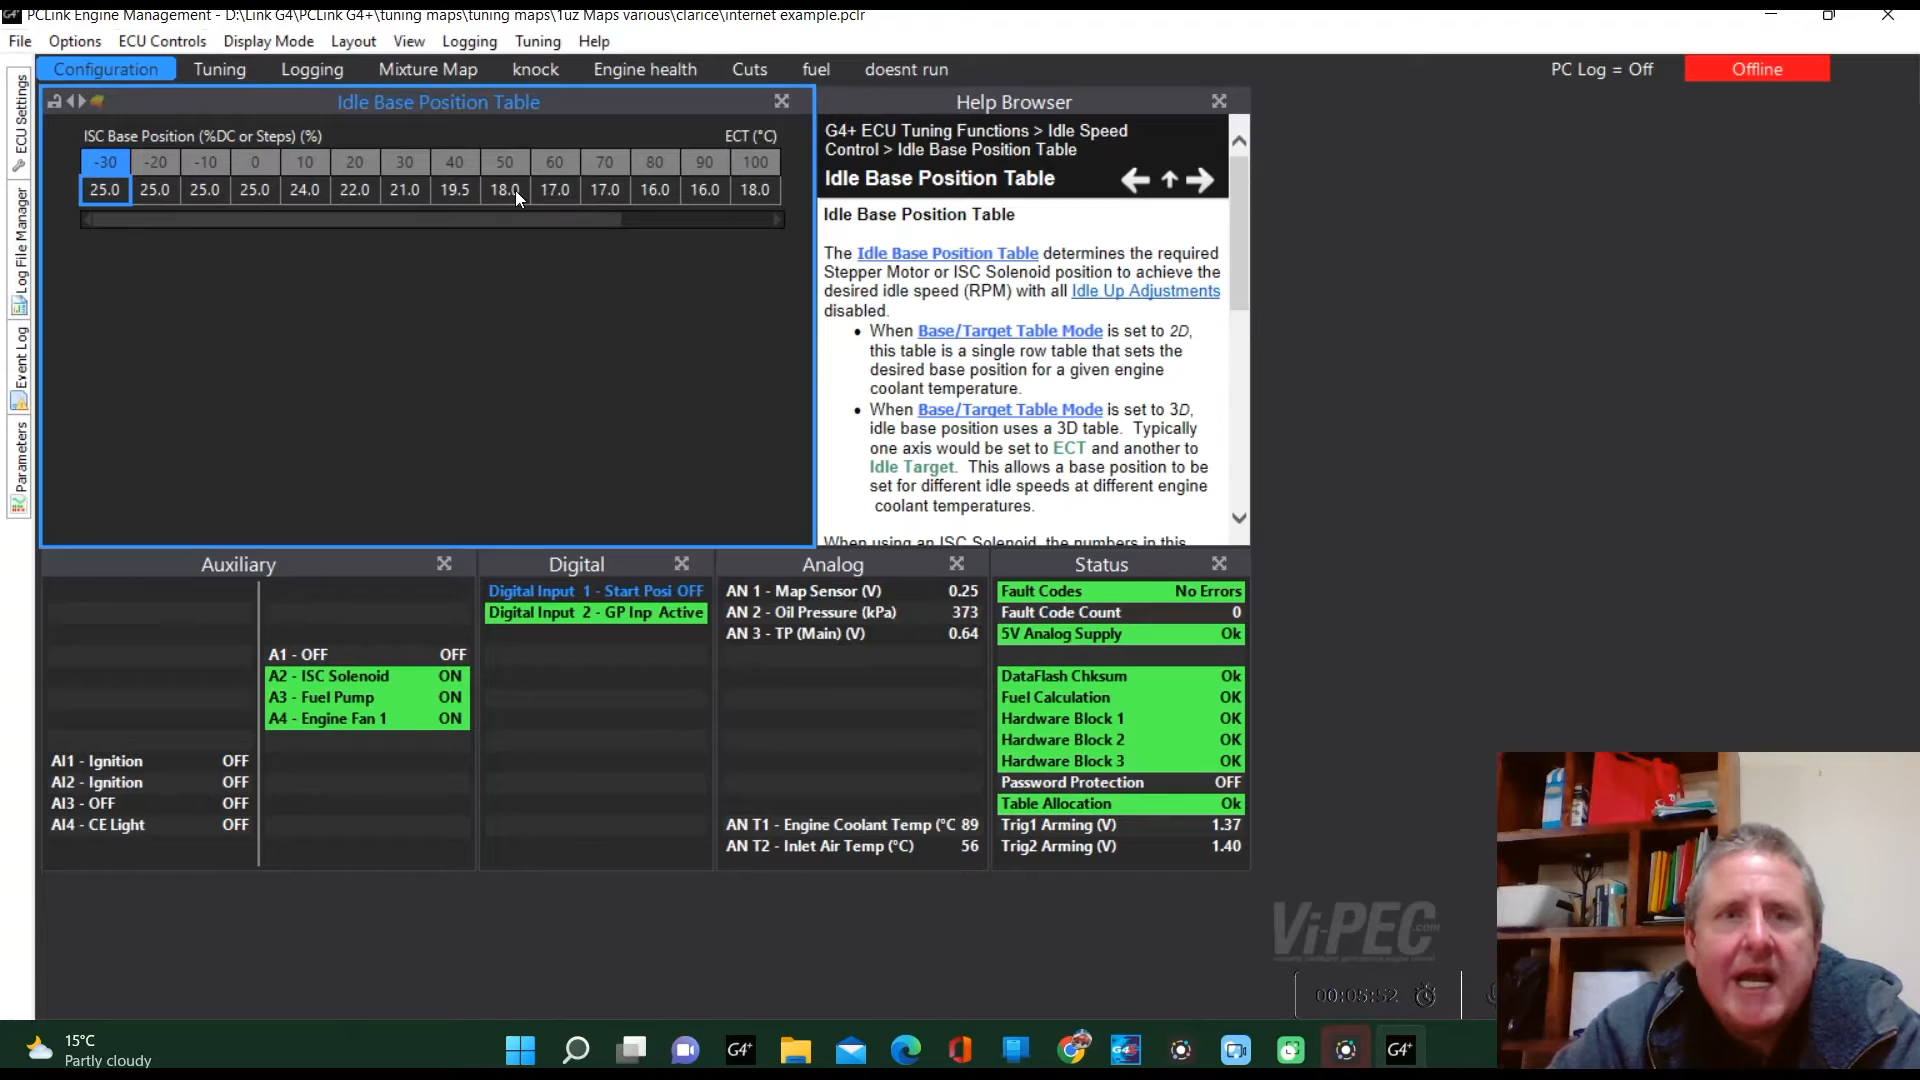 PCLink Engine Management - D:\Link G4\PCLink G4+\tuning maps\tuning maps\1uz Maps various\clarice\internet example.pclr
File Options ECU Controls Display Mode Layout View Logging Tuning Help
Configuration Tuning Logging Mixture Map knock Engine health Cuts fuel doesnt run PC Log = Off Offline
ECU Settings
Log File Manager
Event Log
Parameters
Idle Base Position Table
ISC Base Position (%DC or Steps) (%) ECT (°C)
-30 -20 -10 0 10 20 30 40 50 60 70 80 90 100
25.0 25.0 25.0 25.0 24.0 22.0 21.0 19.5 18.0 17.0 17.0 16.0 16.0 18.0
Help Browser
G4+ ECU Tuning Functions > Idle Speed
Control > Idle Base Position Table
Idle Base Position Table
Idle Base Position Table
The Idle Base Position Table determines the required
Stepper Motor or ISC Solenoid position to achieve the
desired idle speed (RPM) with all Idle Up Adjustments
disabled.
• When Base/Target Table Mode is set to 2D,
this table is a single row table that sets the
desired base position for a given engine
coolant temperature.
• When Base/Target Table Mode is set to 3D,
idle base position uses a 3D table. Typically
one axis would be set to ECT and another to
Idle Target. This allows a base position to be
set for different idle speeds at different engine
coolant temperatures.
When using an ISC Solenoid, the numbers in this
Auxiliary
A1 - OFF OFF
A2 - ISC Solenoid ON
A3 - Fuel Pump ON
A4 - Engine Fan 1 ON
AI1 - Ignition OFF
AI2 - Ignition OFF
AI3 - OFF OFF
AI4 - CE Light OFF
Digital
Digital Input 1 - Start Posi OFF
Digital Input 2 - GP Inp Active
Analog
AN 1 - Map Sensor (V) 0.25
AN 2 - Oil Pressure (kPa) 373
AN 3 - TP (Main) (V) 0.64
AN T1 - Engine Coolant Temp (°C 89
AN T2 - Inlet Air Temp (°C) 56
Status
Fault Codes No Errors
Fault Code Count 0
5V Analog Supply Ok
DataFlash Chksum Ok
Fuel Calculation OK
Hardware Block 1 OK
Hardware Block 2 OK
Hardware Block 3 OK
Password Protection OFF
Table Allocation Ok
Trig1 Arming (V) 1.37
Trig2 Arming (V) 1.40
Vi-PEC.com
00:05:52
15°C
Partly cloudy
G4+
G4+